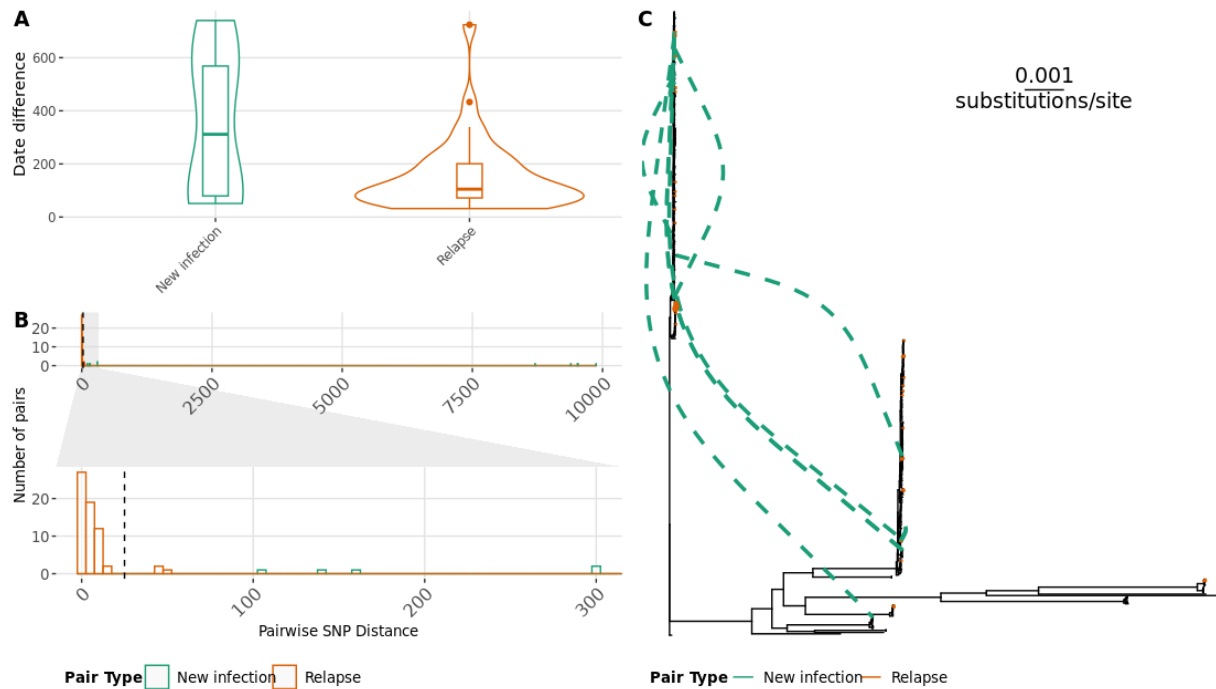 A
Date difference
600
400
200
0
New infection
Relapse
B
Number of pairs
20
10
0
0
2500
5000
7500
10000
20
10
0
0
100
200
300
Pairwise SNP Distance
Pair Type New infection Relapse
C
0.001
substitutions/site
Pair Type New infection Relapse